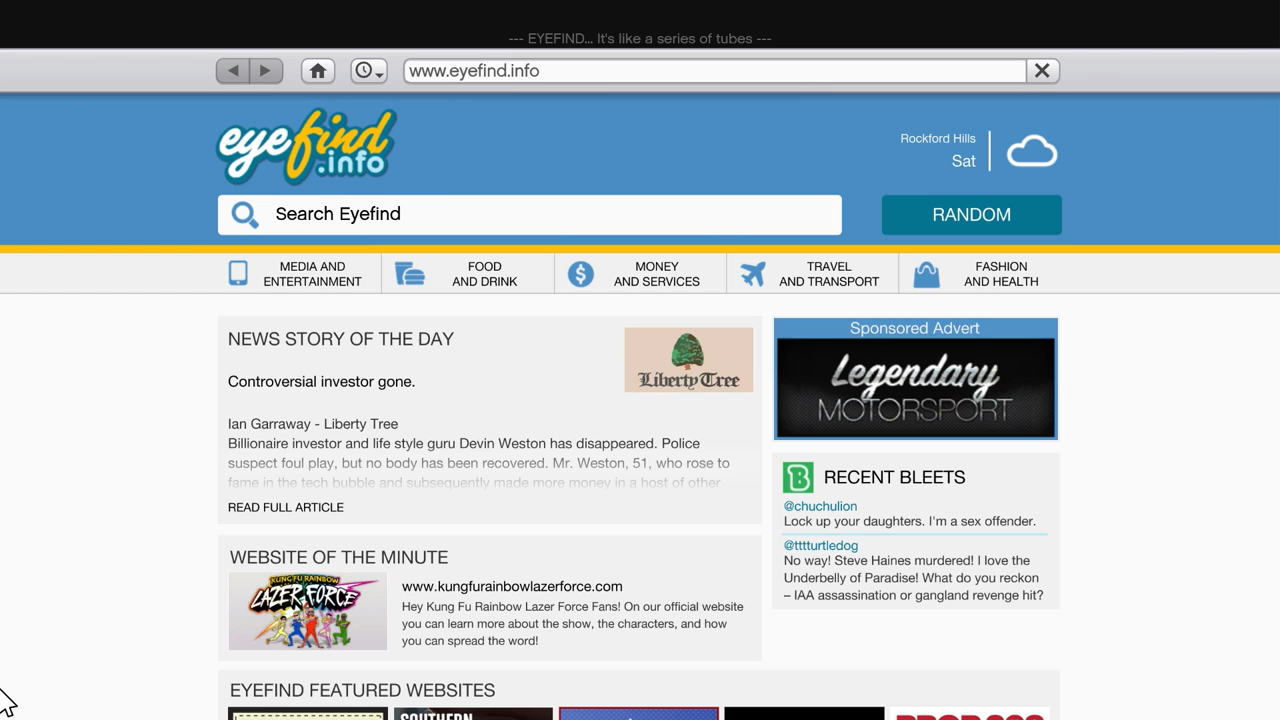 --- EYEFIND... It's like a series of tubes ---
www.eyefind.info
eyefind
.info
Rockford Hills
Sat
Search Eyefind
RANDOM
MEDIA AND
ENTERTAINMENT
FOOD
AND DRINK
MONEY
AND SERVICES
TRAVEL
AND TRANSPORT
FASHION
AND HEALTH
NEWS STORY OF THE DAY
Liberty Tree
Controversial investor gone.
Ian Garraway - Liberty Tree
Billionaire investor and life style guru Devin Weston has disappeared. Police
suspect foul play, but no body has been recovered. Mr. Weston, 51, who rose to
fame in the tech bubble and subsequently made more money in a host of other
READ FULL ARTICLE
Sponsored Advert
Legendary
MOTORSPORT
B RECENT BLEETS
@chuchulion
Lock up your daughters. I'm a sex offender.
@tttturtledog
No way! Steve Haines murdered! I love the
Underbelly of Paradise! What do you reckon
– IAA assassination or gangland revenge hit?
WEBSITE OF THE MINUTE
KUNG FU RAINBOW
LAZER FORCE
www.kungfurainbowlazerforce.com
Hey Kung Fu Rainbow Lazer Force Fans! On our official website
you can learn more about the show, the characters, and how
you can spread the word!
EYEFIND FEATURED WEBSITES
SOUTHERN